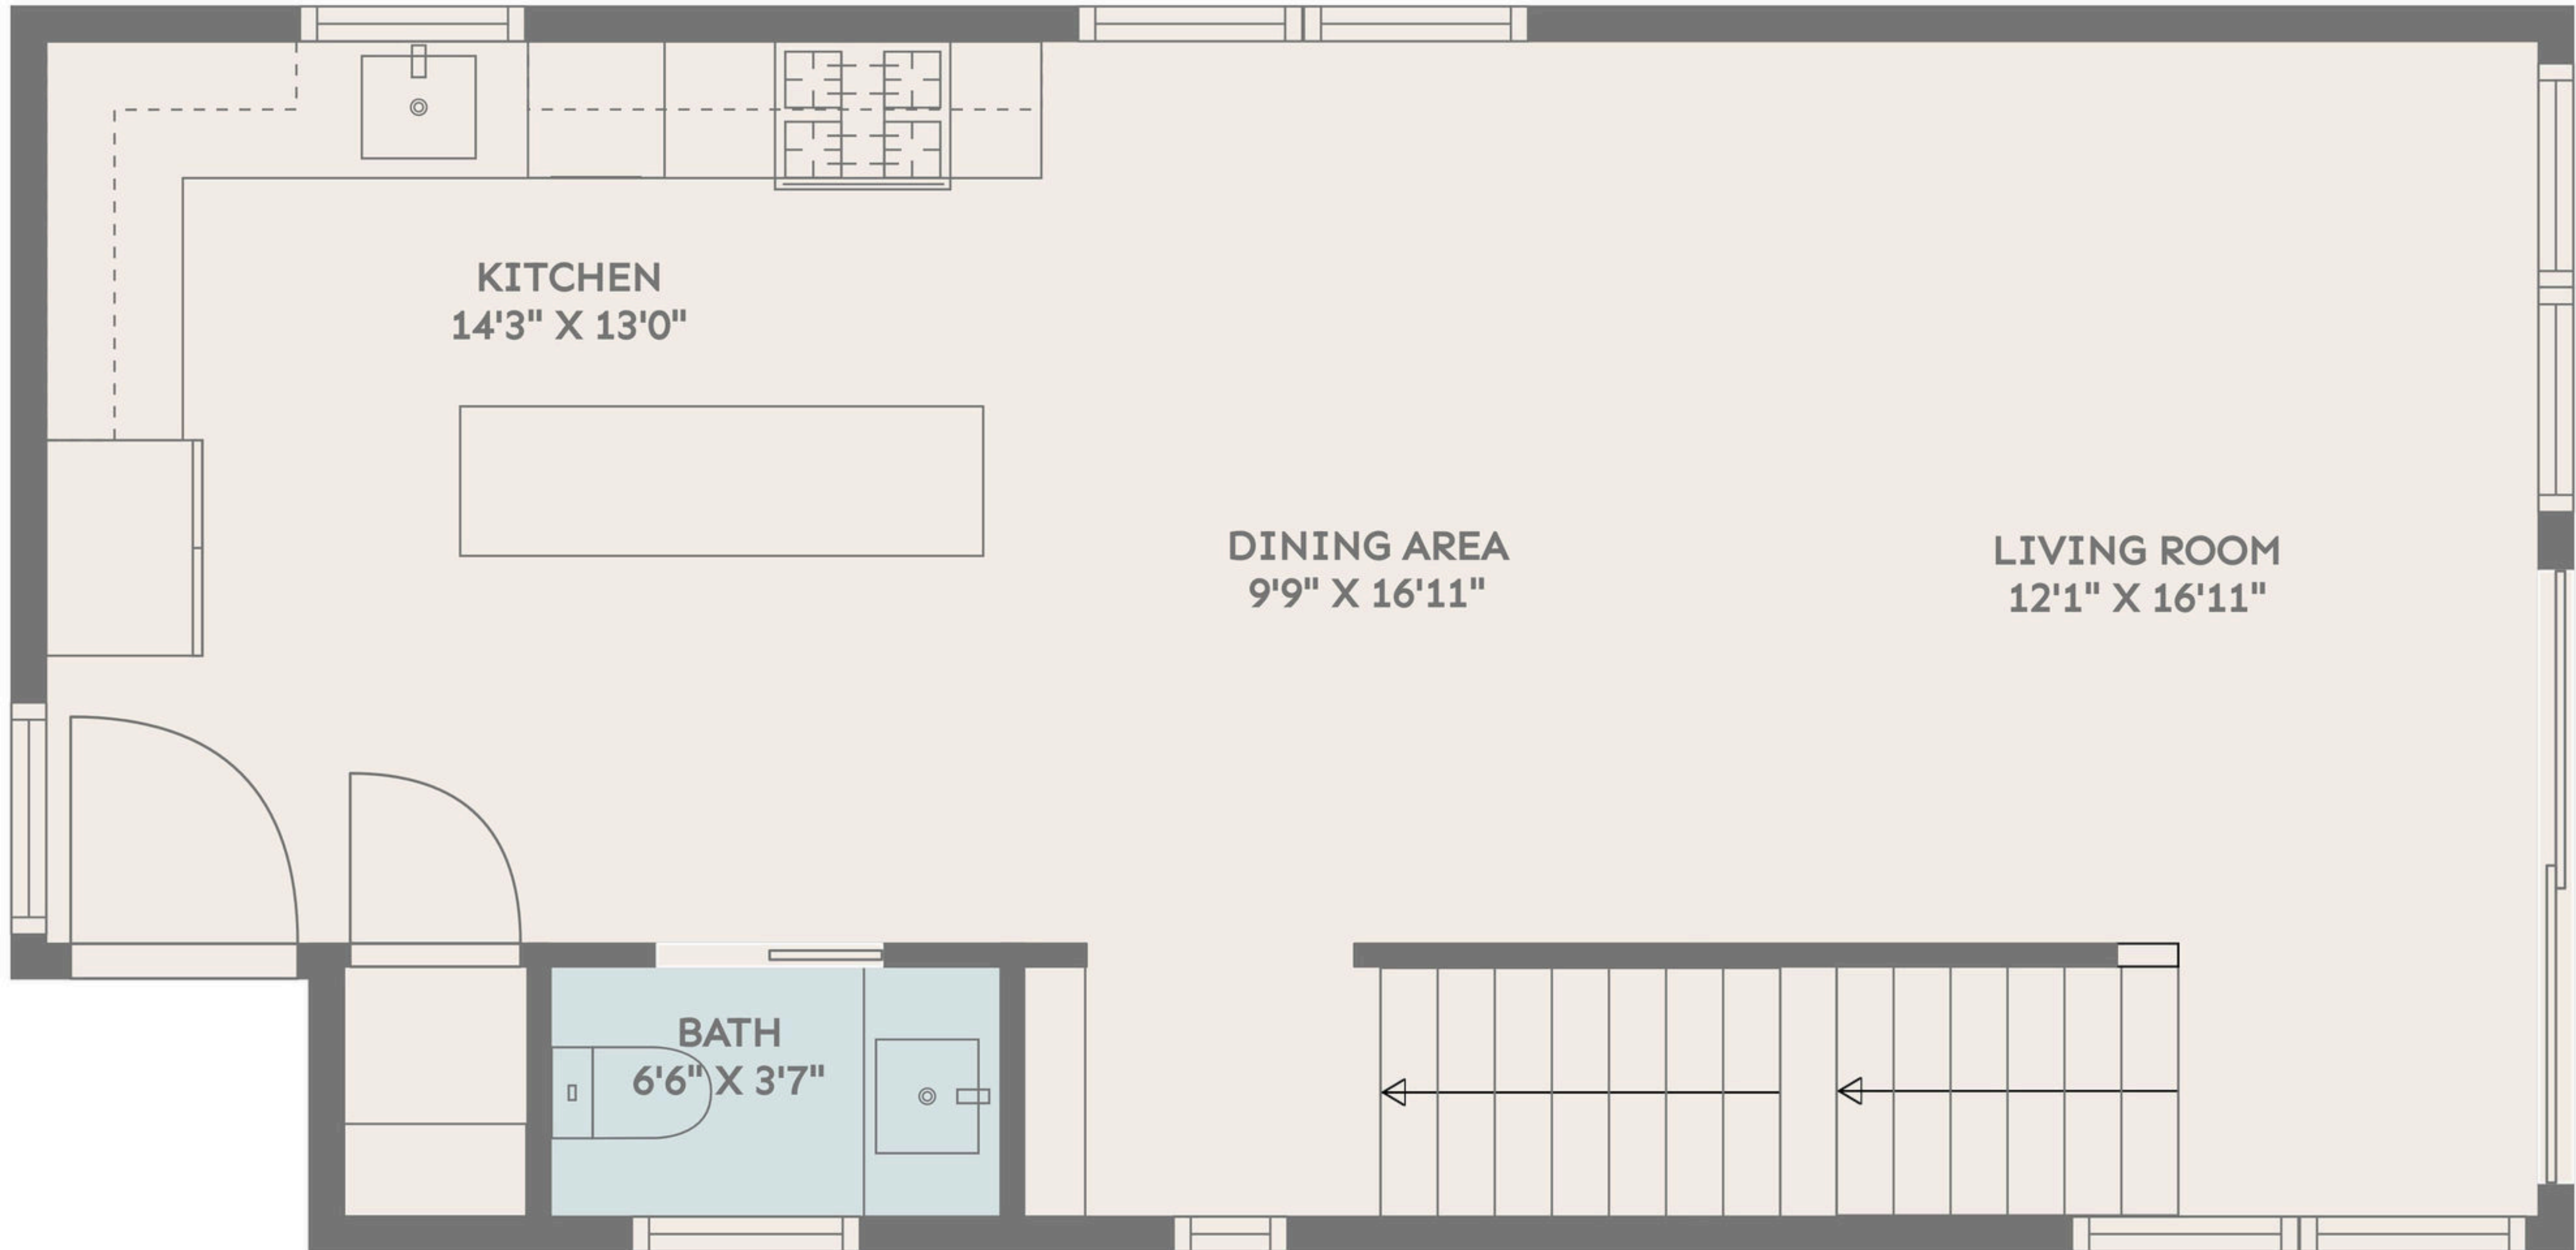 KITCHEN
14'3" X 13'0"
DINING AREA
9'9" X 16'11"
LIVING ROOM
12'1" X 16'11"
BATH
6'6" X 3'7"